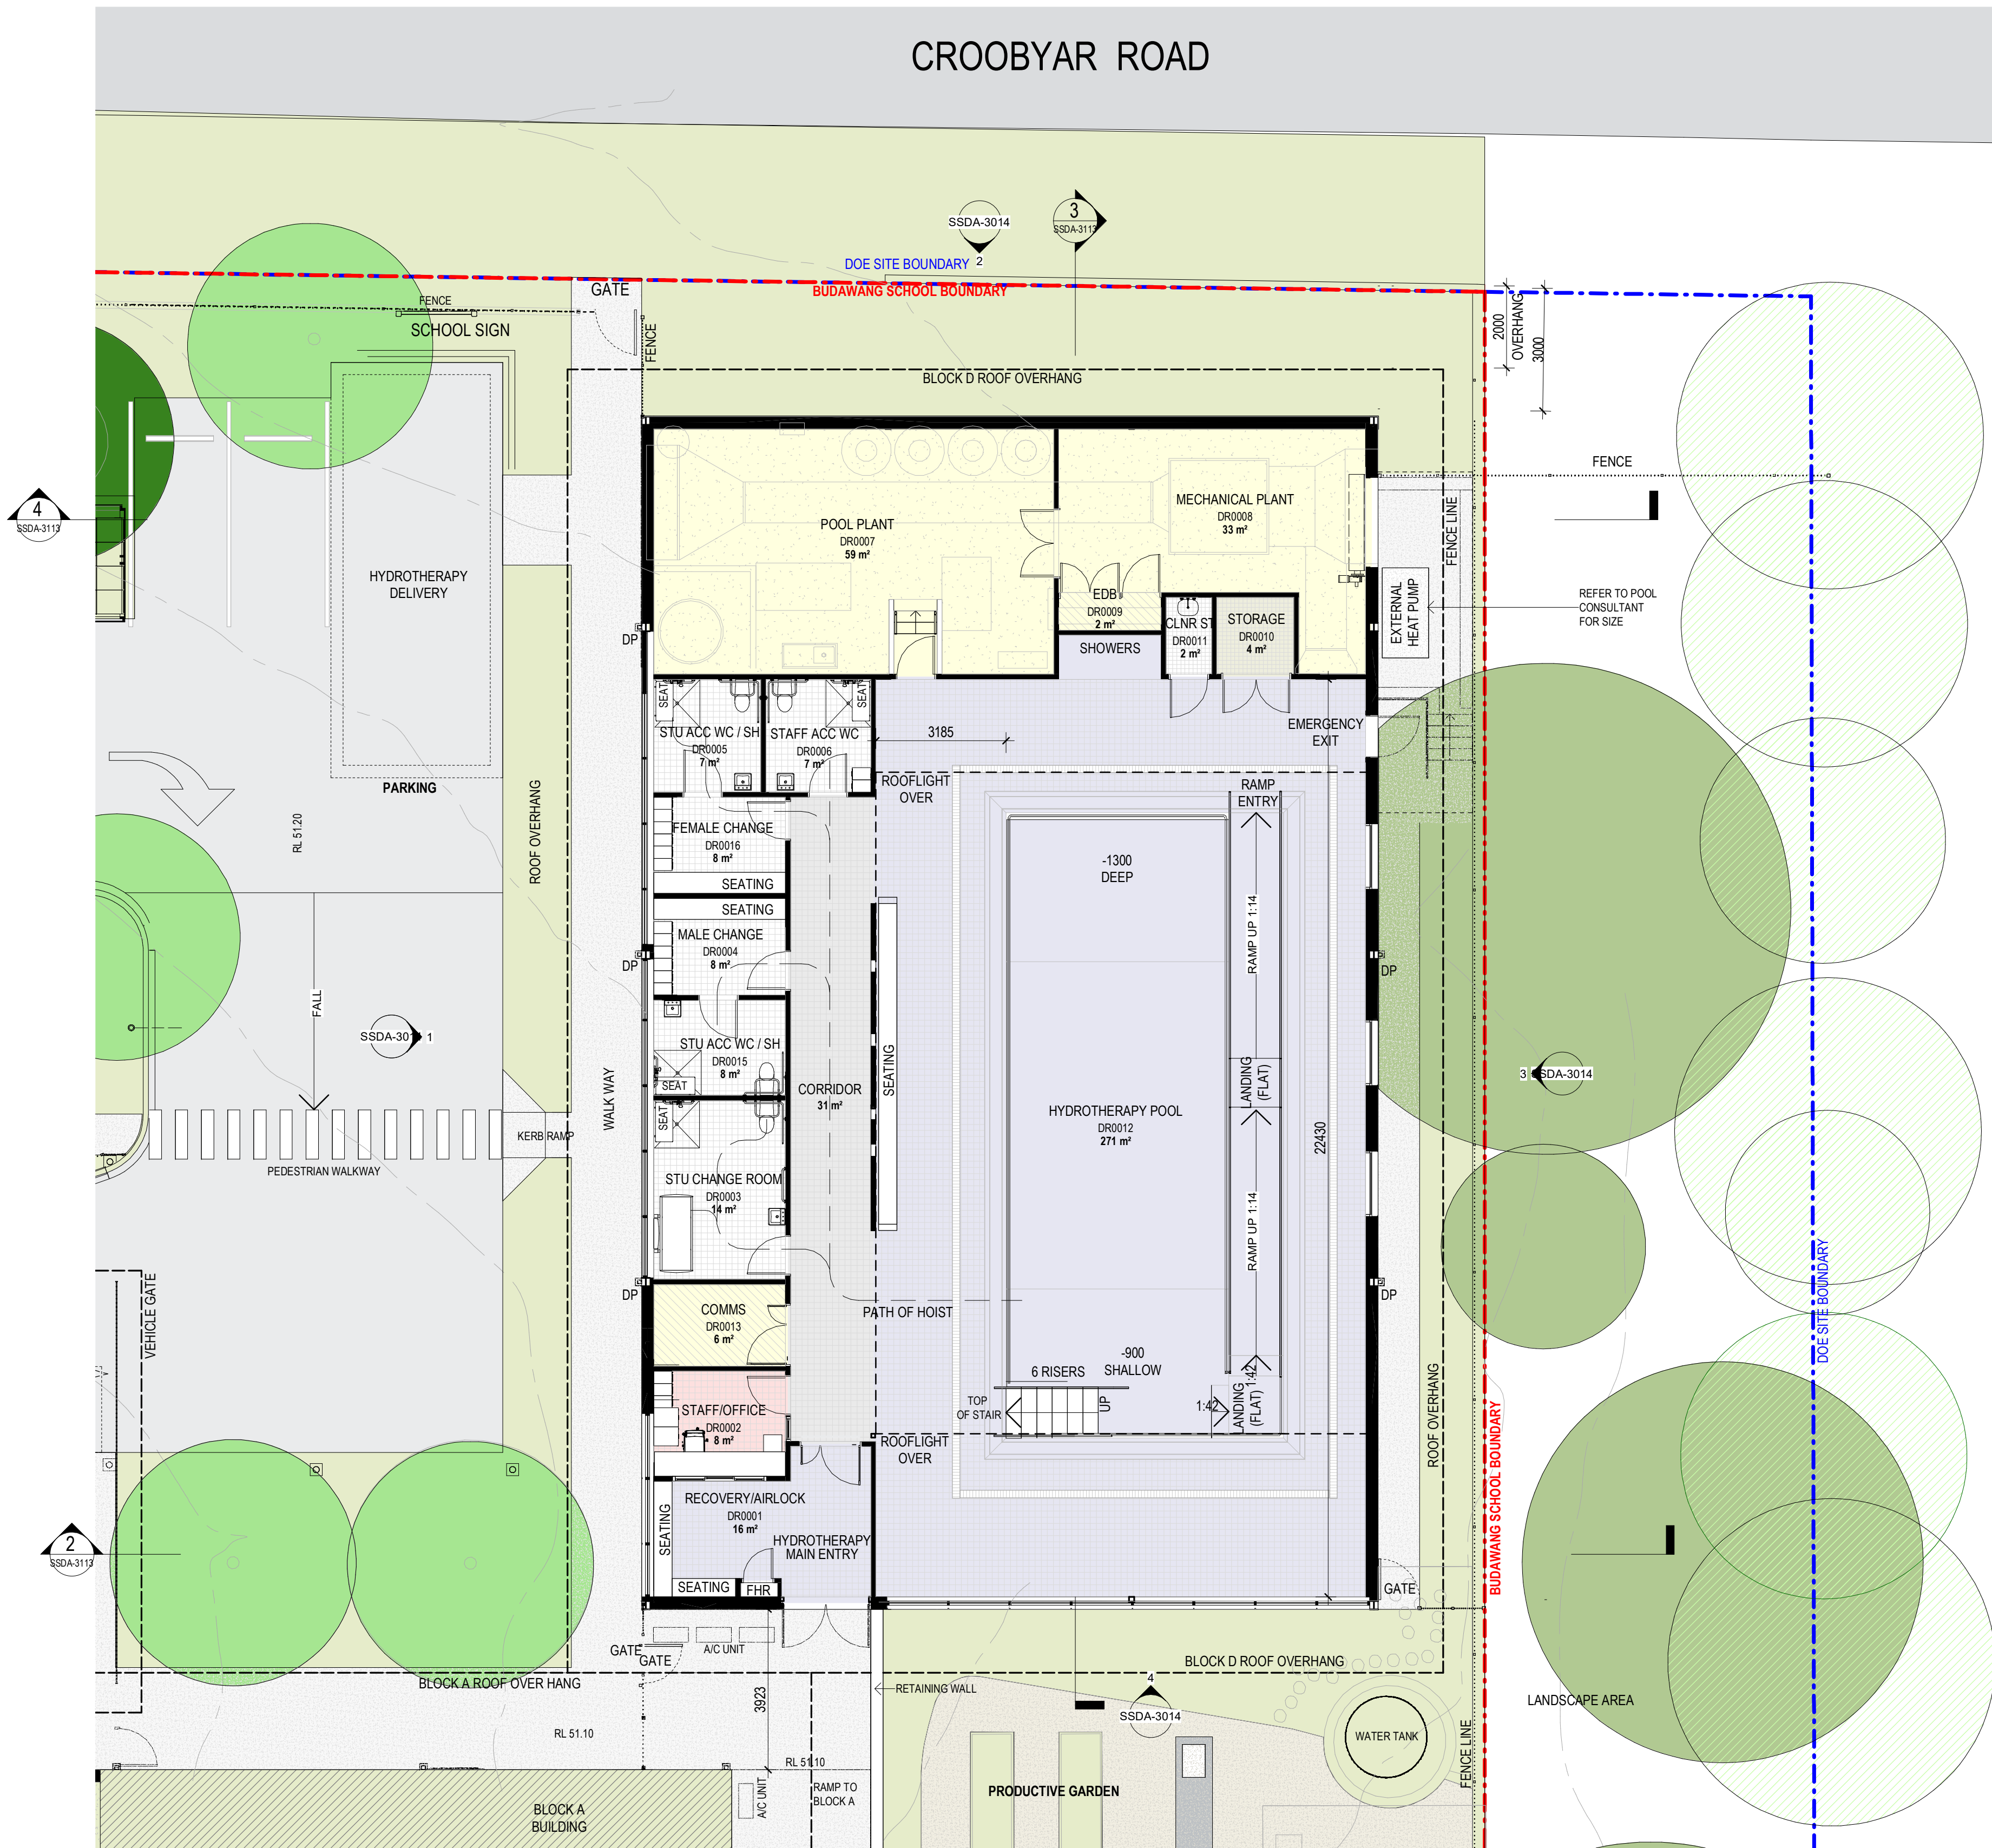 CROOBYAR ROAD
3
SSDA-3113
SSDA-3014
2
DOE SITE BOUNDARY
BUDAWANG SCHOOL BOUNDARY
GATE
FENCE
SCHOOL SIGN
FENCE
2000
OVERHANG
3000
BLOCK D ROOF OVERHANG
FENCE
4
SSDA-3113
HYDROTHERAPY
DELIVERY
POOL PLANT
DR0007
59 m²
MECHANICAL PLANT
DR0008
33 m²
FENCE LINE
EXTERNAL
HEAT PUMP
REFER TO POOL
CONSULTANT
FOR SIZE
EDB
DR0009
2 m²
CLNR ST
DR0011
2 m²
STORAGE
DR0010
4 m²
SHOWERS
DP
SEAT
STU ACC WC / SH
DR0005
7 m²
SEAT
STAFF ACC WC
DR0006
7 m²
3185
EMERGENCY
EXIT
PARKING
ROOFLIGHT
OVER
RAMP
ENTRY
RL 51.20
ROOF OVERHANG
FEMALE CHANGE
DR0016
8 m²
SEATING
-1300
DEEP
SEATING
MALE CHANGE
DR0004
8 m²
RAMP UP 1:14
DP
DP
FALL
SSDA-301
1
STU ACC WC / SH
DR0015
8 m²
SEAT
CORRIDOR
31 m²
SEATING
LANDING
(FLAT)
3
SSDA-3014
WALK WAY
HYDROTHERAPY POOL
DR0012
271 m²
22430
SEAT
KERB RAMP
PEDESTRIAN WALKWAY
STU CHANGE ROOM
DR0003
14 m²
RAMP UP 1:14
DOE SITE BOUNDARY
VEHICLE GATE
DP
DP
COMMS
DR0013
6 m²
PATH OF HOIST
-900
SHALLOW
6 RISERS
1:42
TOP
OF STAIR
UP
1:42
LANDING
(FLAT)
STAFF/OFFICE
DR0002
8 m²
ROOF OVERHANG
BUDAWANG SCHOOL BOUNDARY
ROOFLIGHT
OVER
RECOVERY/AIRLOCK
DR0001
16 m²
SEATING
HYDROTHERAPY
MAIN ENTRY
2
SSDA-3113
SEATING
FHR
GATE
GATE
GATE
A/C UNIT
BLOCK A ROOF OVER HANG
BLOCK D ROOF OVERHANG
RETAINING WALL
3923
4
SSDA-3014
LANDSCAPE AREA
RL 51.10
WATER TANK
FENCE LINE
RL 51.10
A/C UNIT
RAMP TO
BLOCK A
PRODUCTIVE GARDEN
BLOCK A
BUILDING